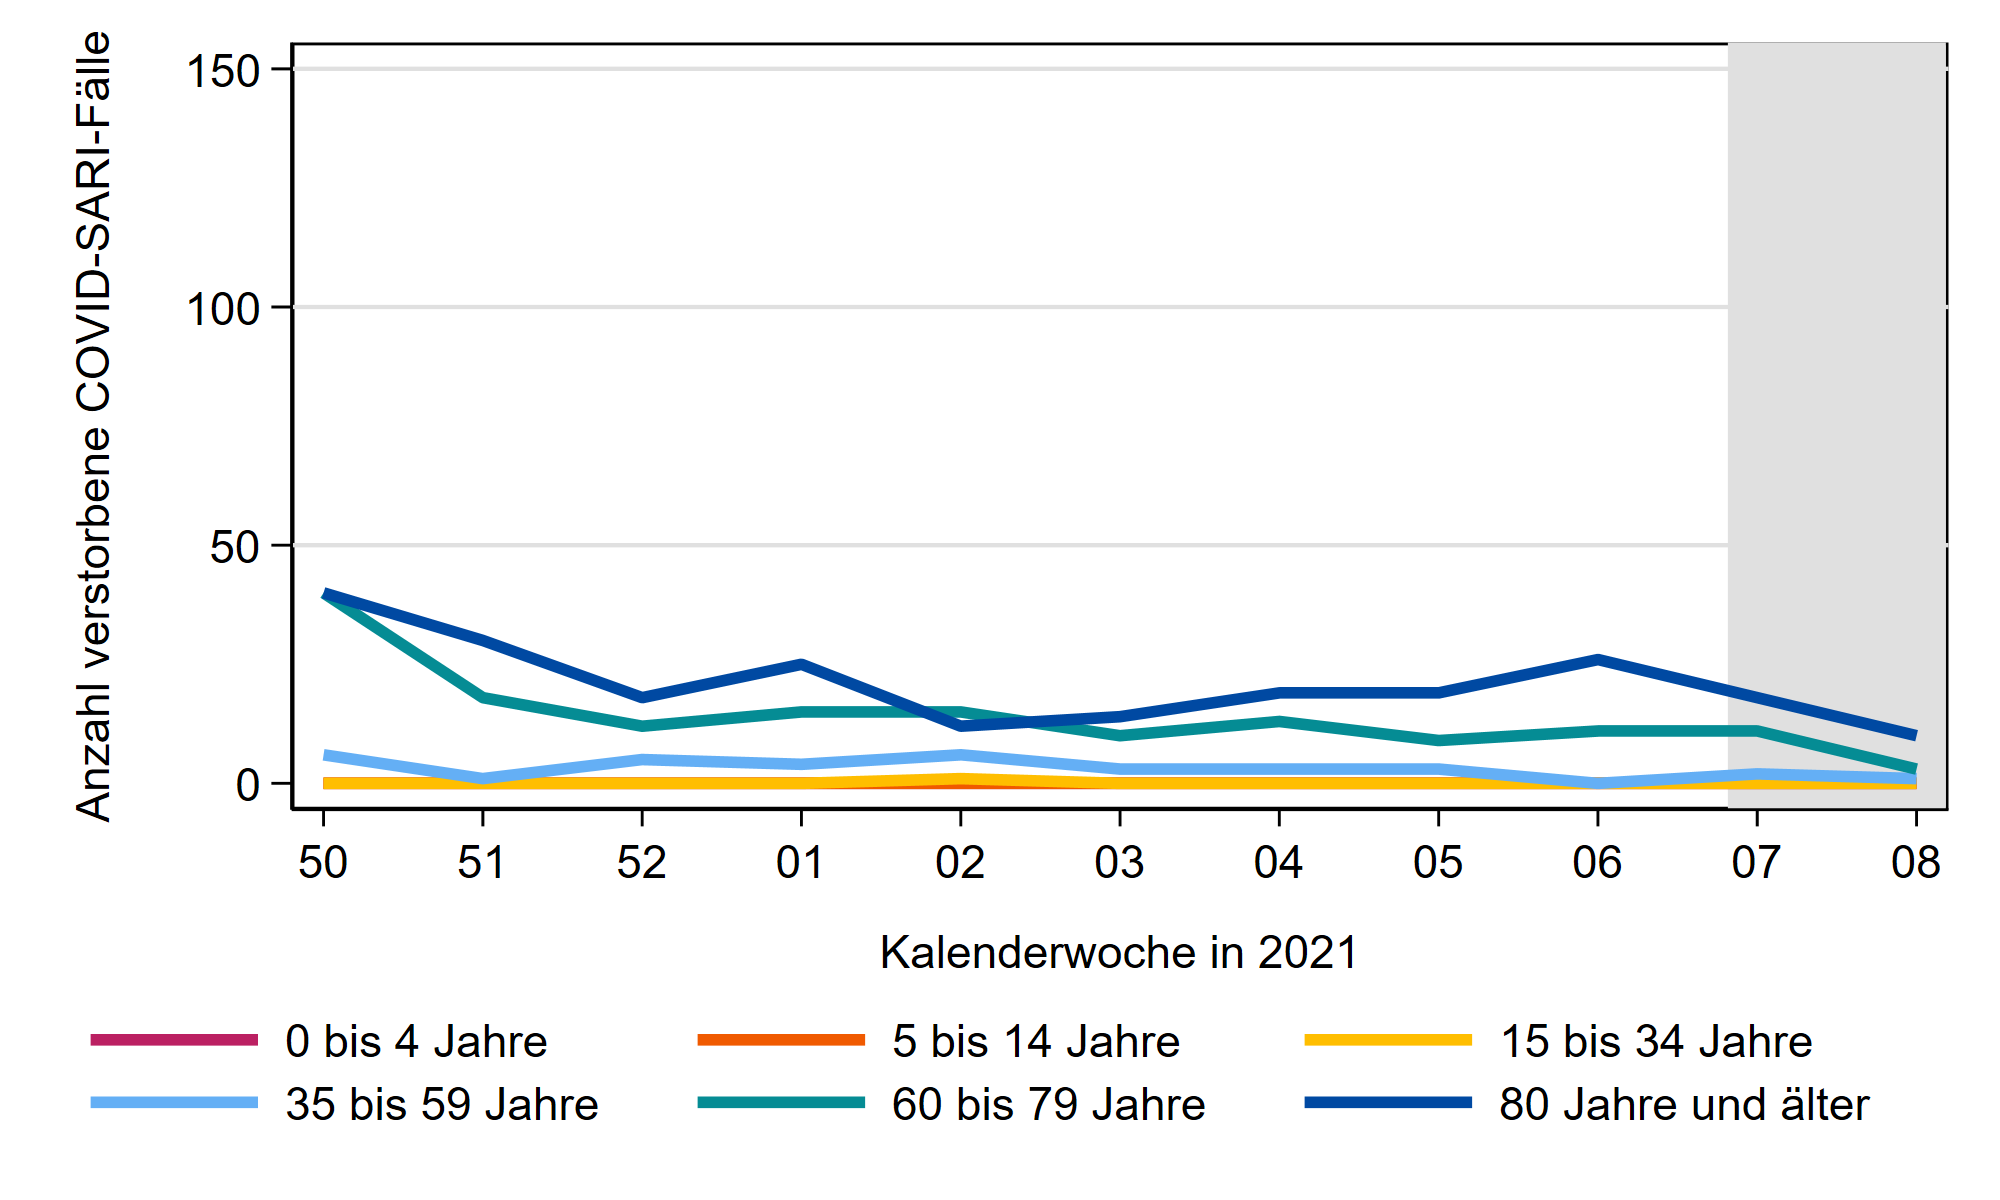 Anzahl verstorbene COVID-SARI-Fälle
150
100
50
0
50 51 52 01 02 03 04 05 06 07 08
Kalenderwoche in 2021
0 bis 4 Jahre 5 bis 14 Jahre 15 bis 34 Jahre
35 bis 59 Jahre 60 bis 79 Jahre 80 Jahre und älter